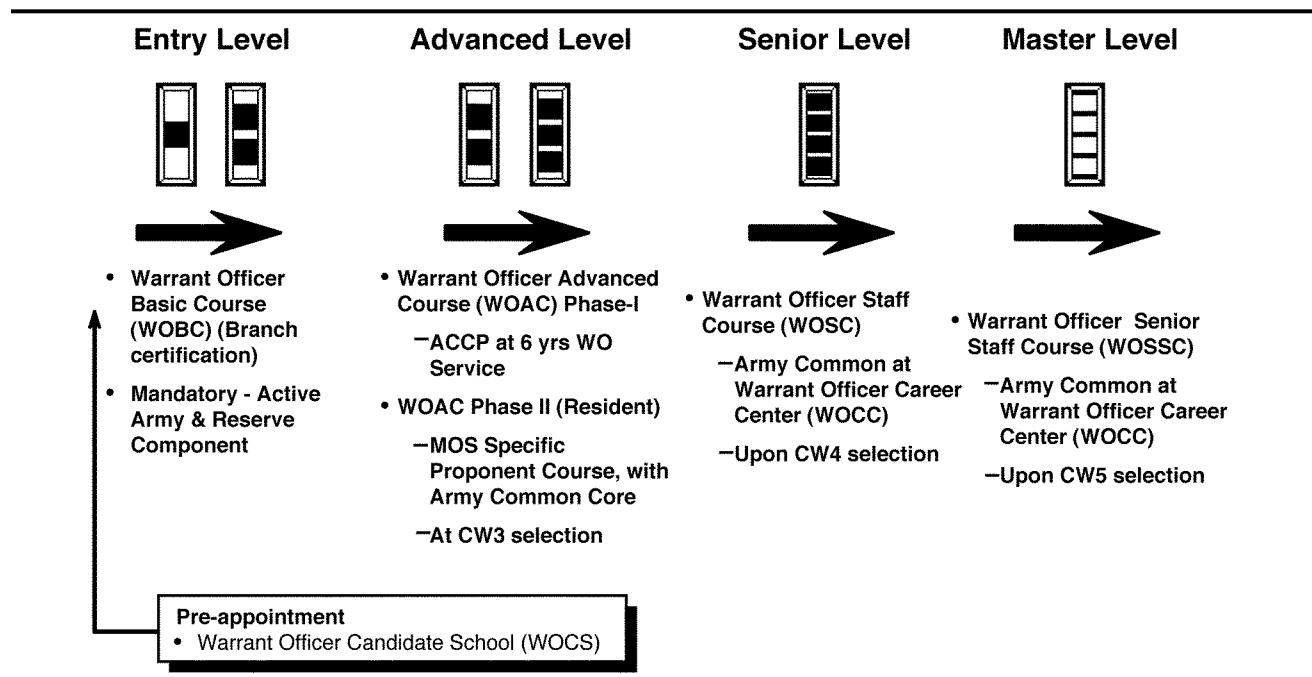 Entry Level
Advanced Level
Senior Level
Master Level
• Warrant Officer
Basic Course
(WOBC) (Branch
certification)
• Mandatory - Active
Army & Reserve
Component
• Warrant Officer Advanced
Course (WOAC) Phase-I
–ACCP at 6 yrs WO
Service
• WOAC Phase II (Resident)
–MOS Specific
Proponent Course, with
Army Common Core
–At CW3 selection
• Warrant Officer Staff
Course (WOSC)
–Army Common at
Warrant Officer Career
Center (WOCC)
–Upon CW4 selection
• Warrant Officer Senior
Staff Course (WOSSC)
–Army Common at
Warrant Officer Career
Center (WOCC)
–Upon CW5 selection
Pre-appointment
• Warrant Officer Candidate School (WOCS)